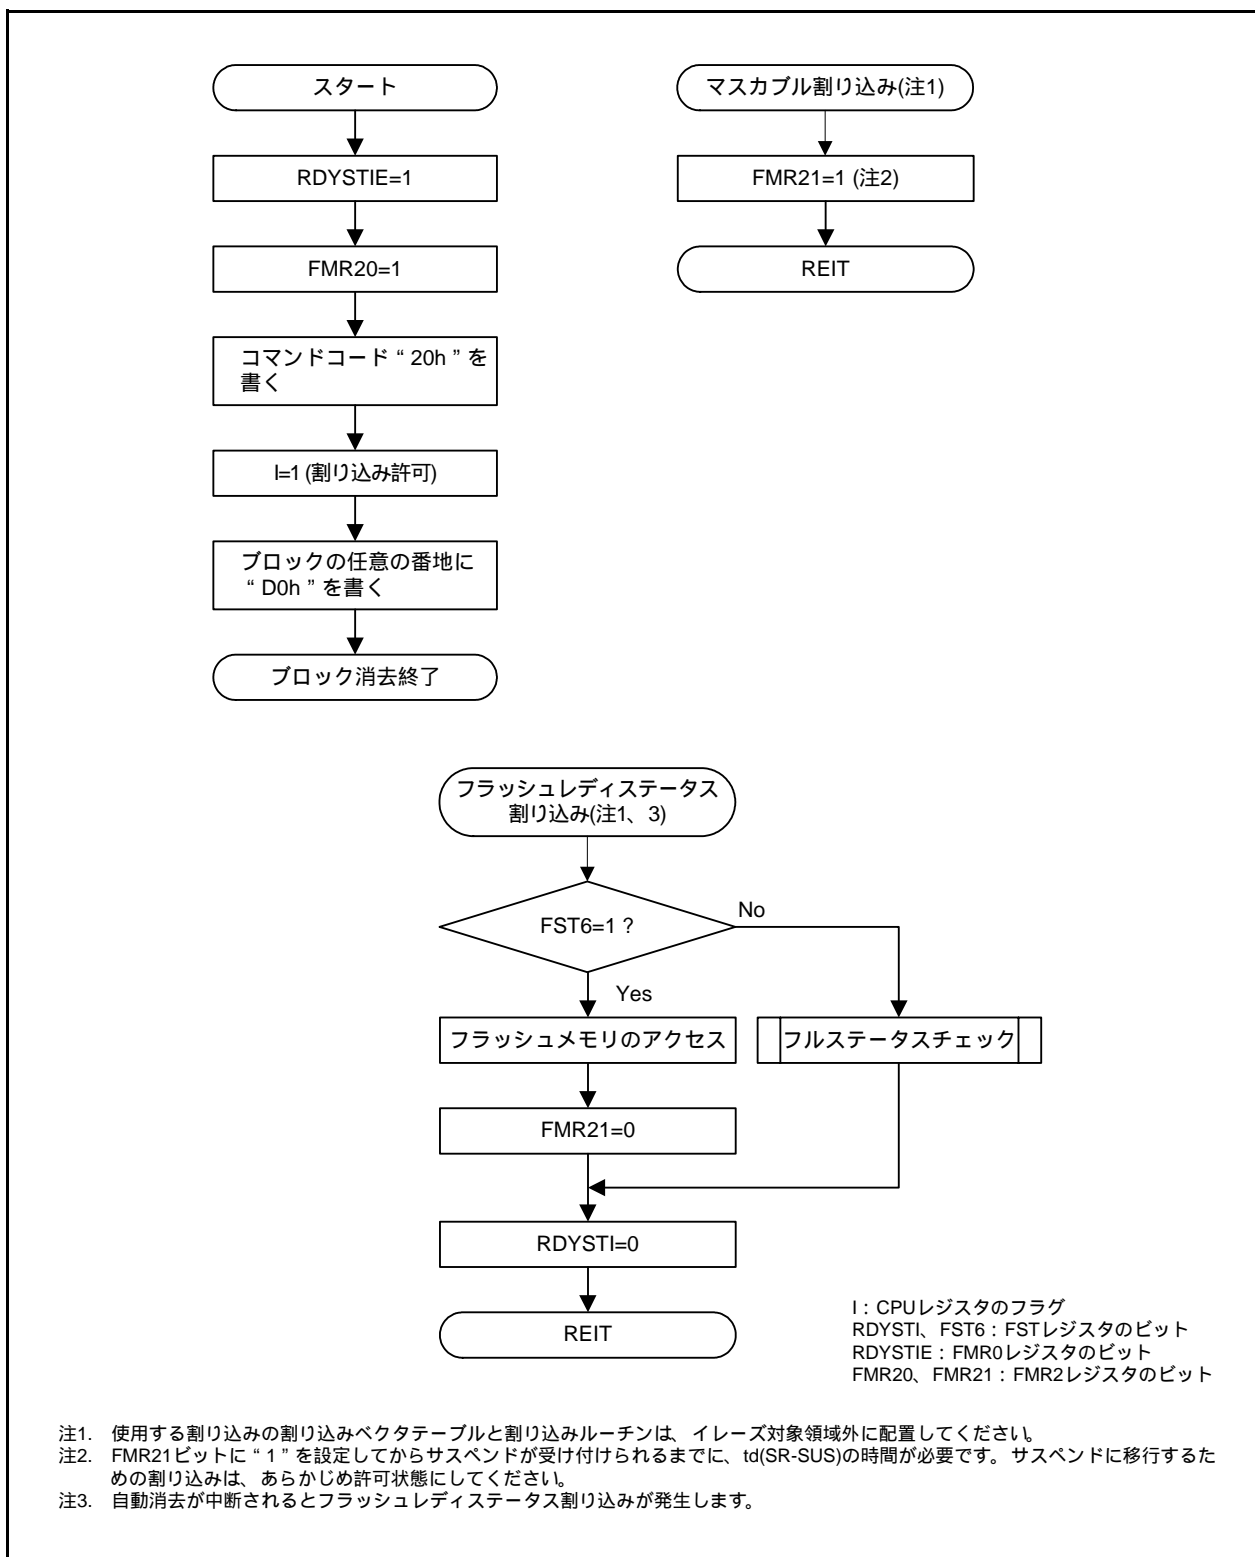 スタート
RDYSTIE=1
FMR20=1
コマンドコード“ 20h ”を
書く
I=1 (割り込み許可)
ブロックの任意の番地に
“ D0h ”を書く
ブロック消去終了
マスカブル割り込み(注1)
FMR21=1 (注2)
REIT
フラッシュレディステータス
割り込み(注1、3)
FST6=1 ?
No
Yes
フラッシュメモリのアクセス
フルステータスチェック
FMR21=0
RDYSTI=0
REIT
I : CPUレジスタのフラグ
RDYSTI、FST6 : FSTレジスタのビット
RDYSTIE : FMR0レジスタのビット
FMR20、FMR21 : FMR2レジスタのビット
注1. 使用する割り込みの割り込みベクタテーブルと割り込みルーチンは、イレーズ対象領域外に配置してください。
注2. FMR21ビットに“ 1 ”を設定してからサスペンドが受け付けられるまでに、td(SR-SUS)の時間が必要です。サスペンドに移行するた
めの割り込みは、あらかじめ許可状態にしてください。
注3. 自動消去が中断されるとフラッシュレディステータス割り込みが発生します。